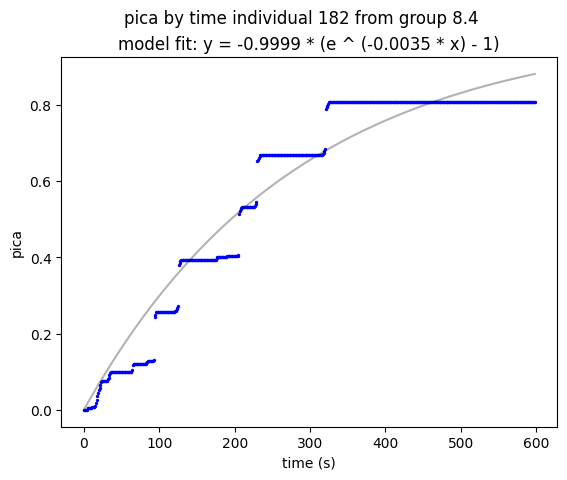 pica by time individual 182 from group 8.4
model fit: y = -0.9999 * (e ^ (-0.0035 * x) - 1)
0.8
0.6
0.4
0.2
0.0
pica
0 100 200 300 400 500 600
time (s)